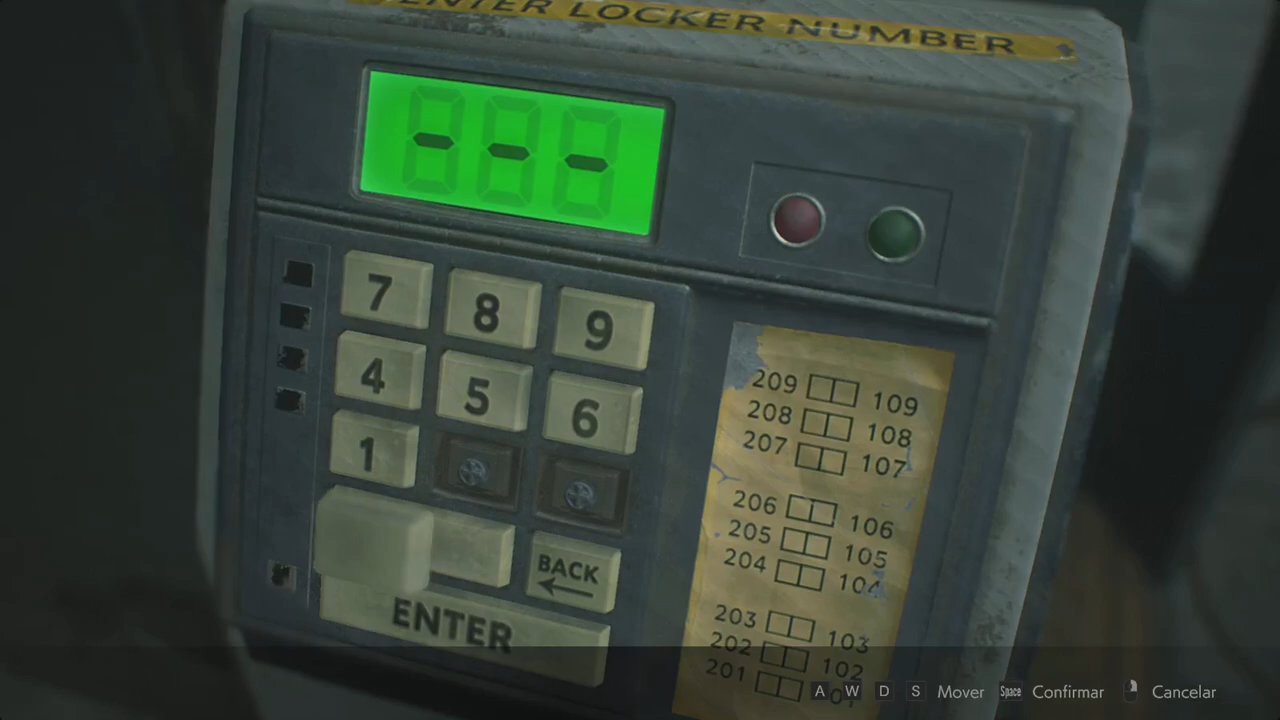 ENTER LOCKER NUMBER
7 8 9
4 5 6
1
BACK
ENTER
209 109
208 108
207 107
206 106
205 105
204 104
203 103
202 102
201
A W D S Mover Space Confirmar Cancelar